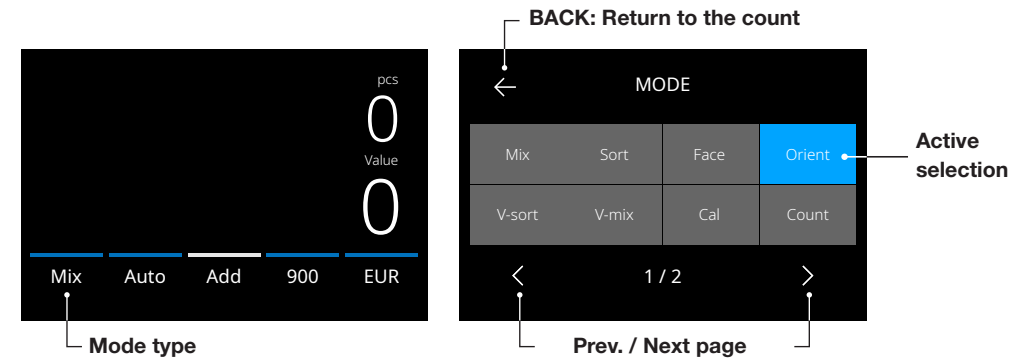 BACK: Return to the count
pcs
0
Value
0
Mix Auto Add 900 EUR
Mode type
MODE
Mix Sort Face Orient
V-sort V-mix Cal Count
1 / 2
Active
selection
Prev. / Next page